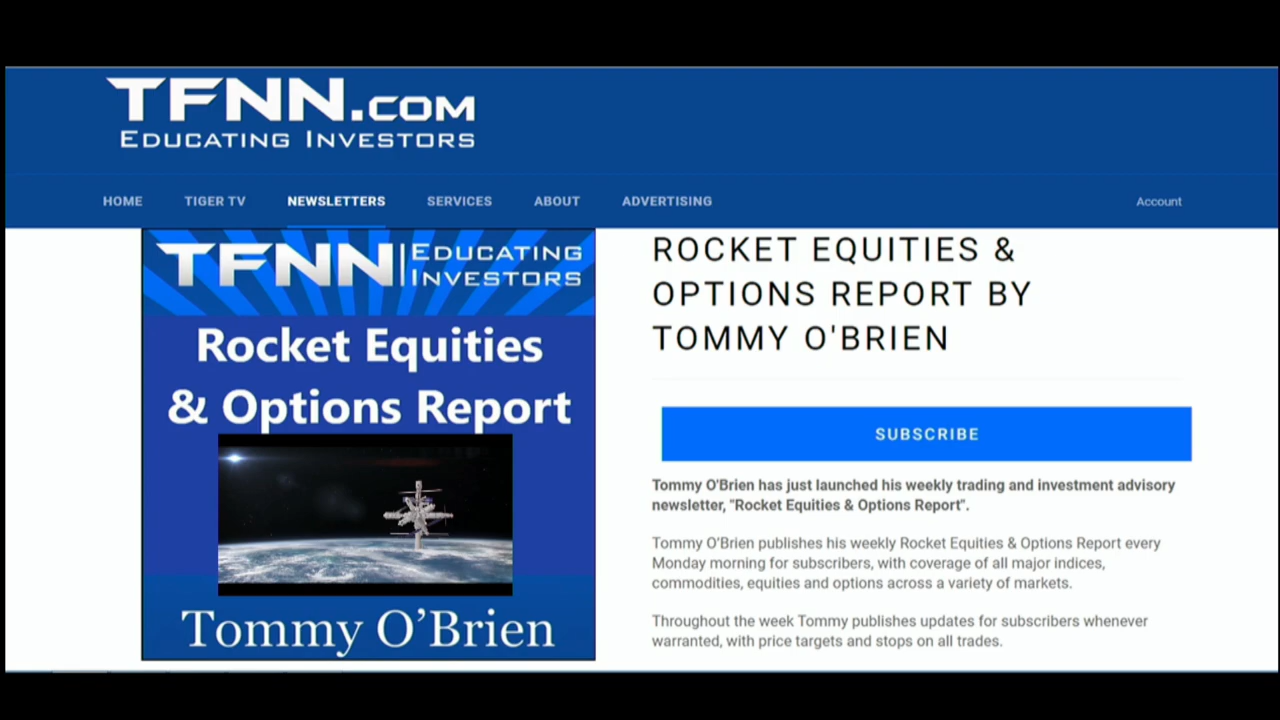 TFNN.COM
EDUCATING INVESTORS
HOME TIGER TV NEWSLETTERS SERVICES ABOUT ADVERTISING Account
TFNN | EDUCATING
INVESTORS
Rocket Equities
& Options Report
Tommy O'Brien
ROCKET EQUITIES &
OPTIONS REPORT BY
TOMMY O'BRIEN
SUBSCRIBE
Tommy O'Brien has just launched his weekly trading and investment advisory
newsletter, "Rocket Equities & Options Report".
Tommy O'Brien publishes his weekly Rocket Equities & Options Report every
Monday morning for subscribers, with coverage of all major indices,
commodities, equities and options across a variety of markets.
Throughout the week Tommy publishes updates for subscribers whenever
warranted, with price targets and stops on all trades.